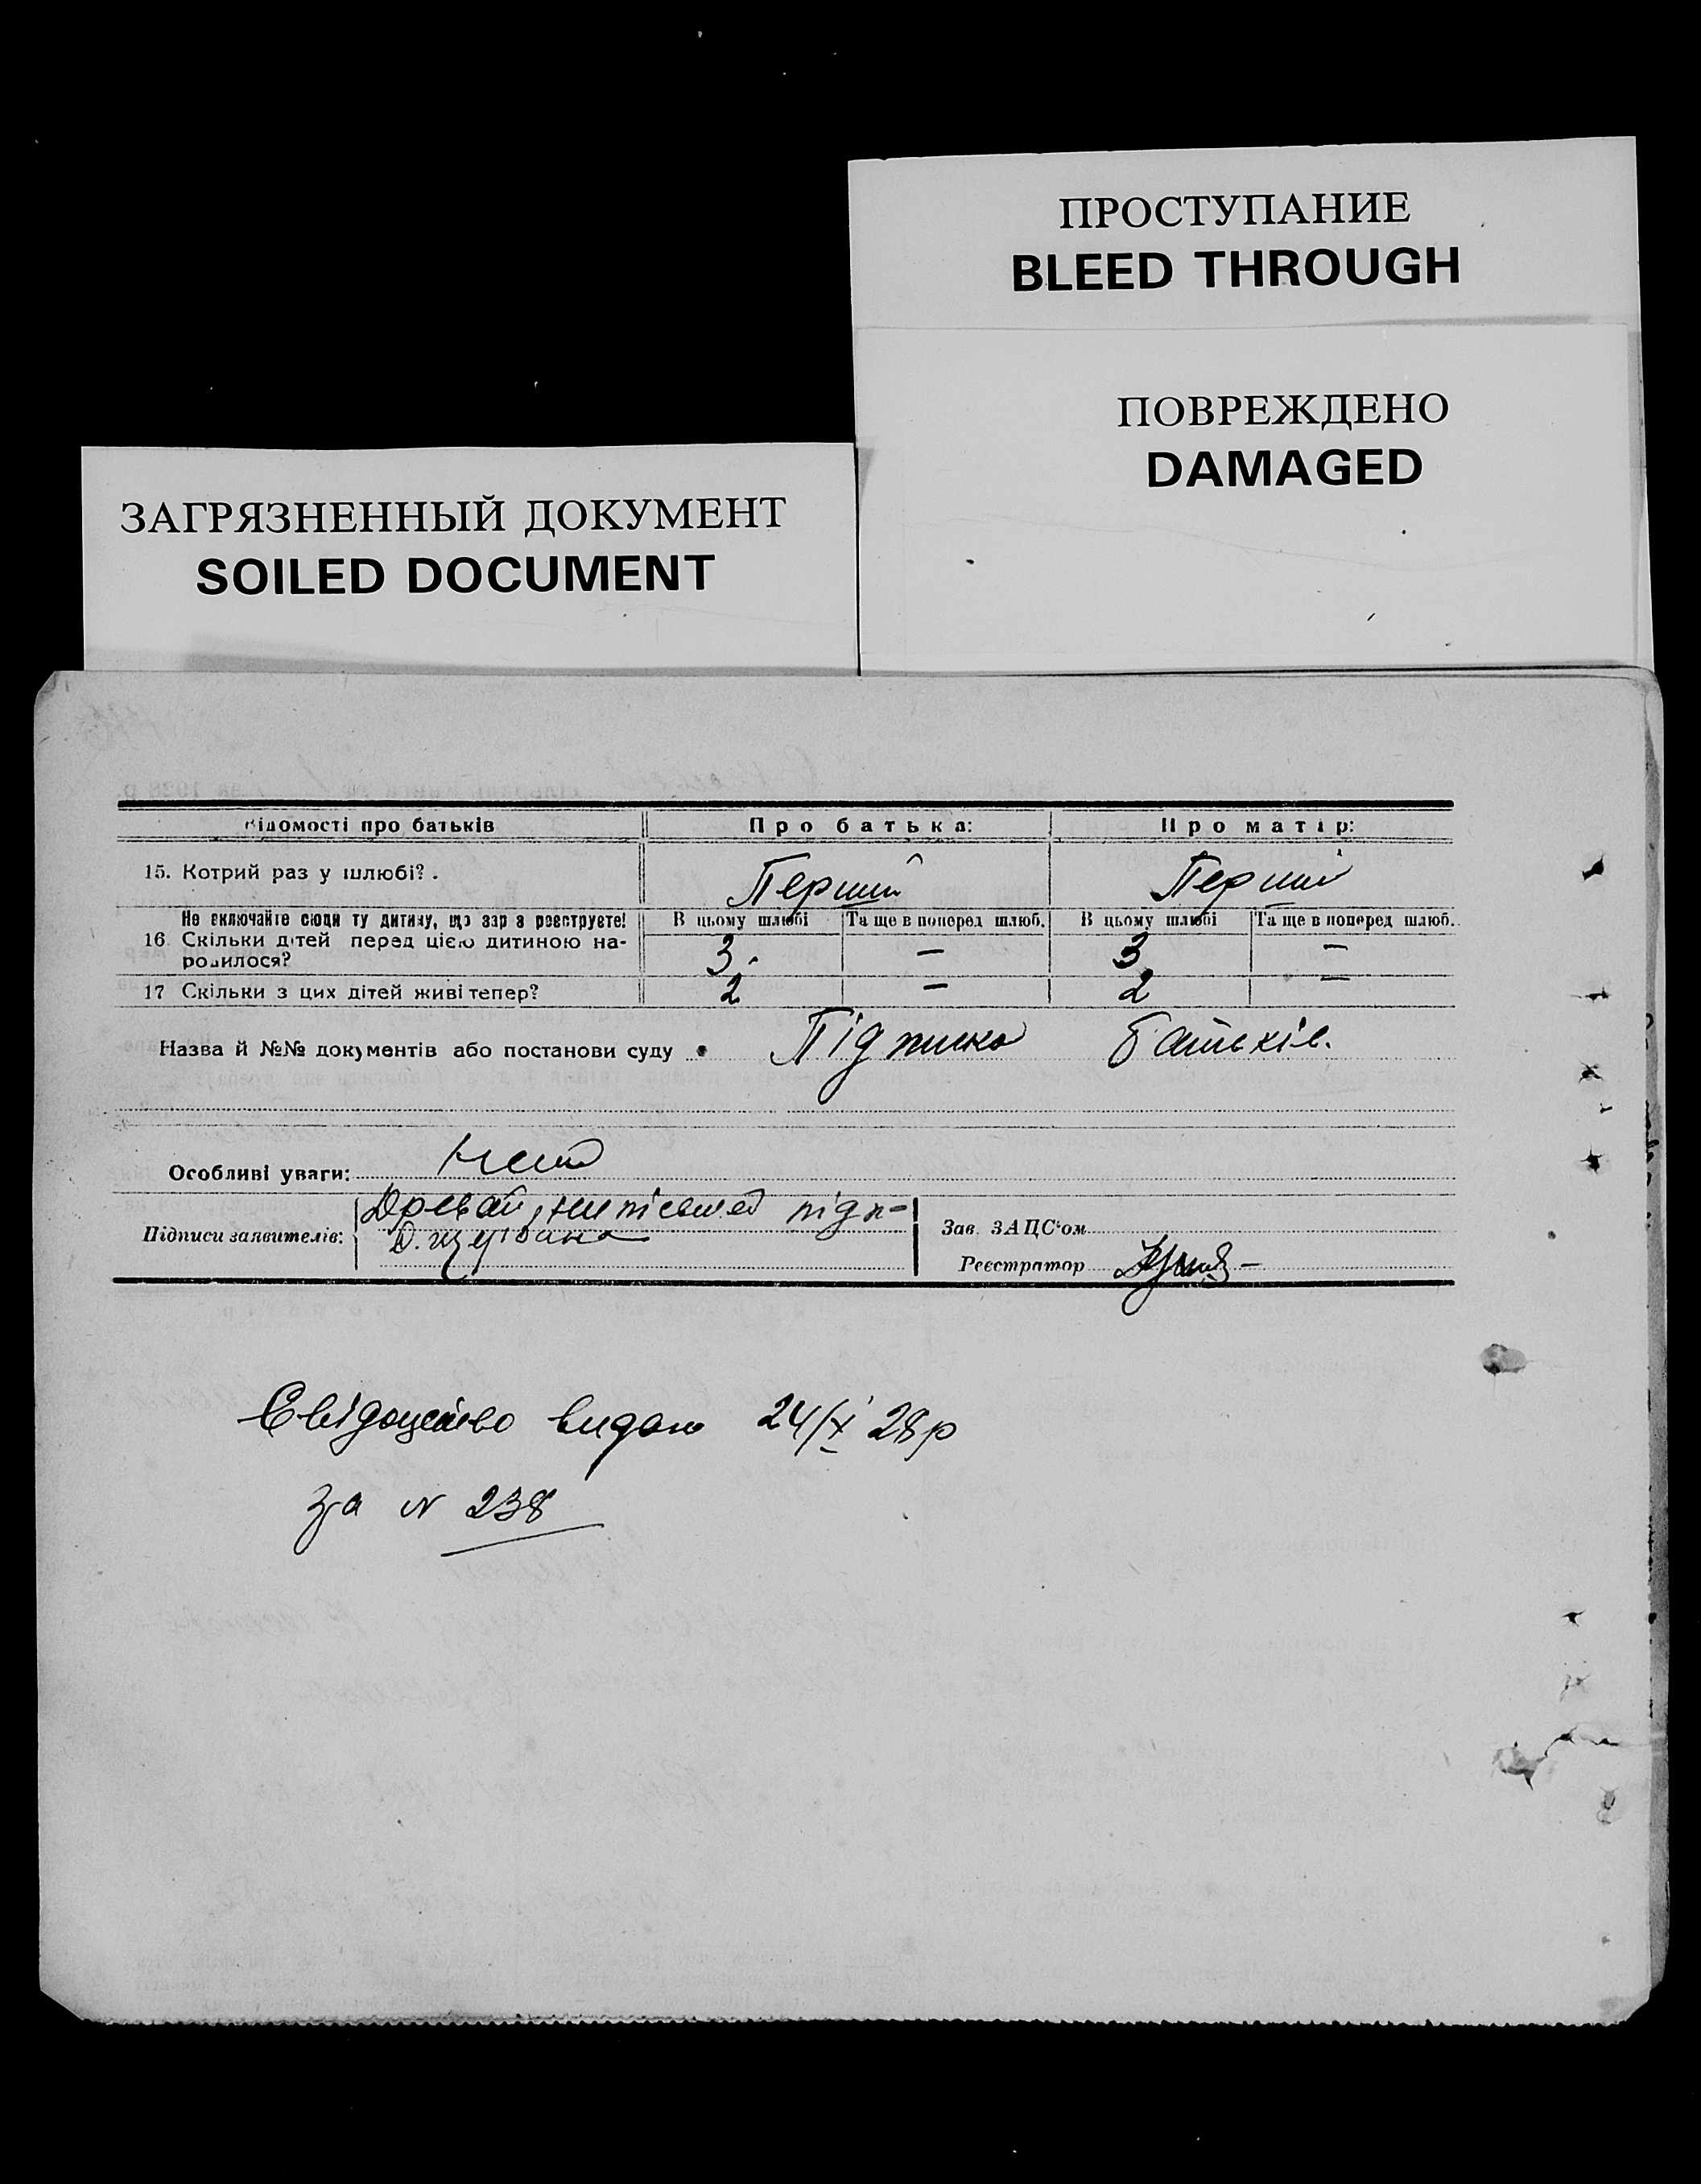 ПРОСТУПАНИЕ
BLEED THROUGH
ПОВРЕЖДЕНО
DAMAGED
ЗАГРЯЗНЕННЫЙ ДОКУМЕНТ
SOILED DOCUMENT
Відомості про батьків Про батька: Про матір:
15. Котрий раз у шлюбі? . Перший Перший
Не включайте сюди ту дитину, що зараз реєструєте! В цьому шлюбі Та ще в поперед шлюб. В цьому шлюбі Та ще в поперед шлюб.
16. Скільки дітей перед цією дитиною на- 3. — 3 —
родилося?
17 Скільки з цих дітей живі тепер? 2 — 2 —
Назва й №№ документів або постанови суду Підписка батьків.
Особливі уваги:
Підписи заявителів: підп-
Зав. ЗАЦС'ом
Реєстратор
Свідоцтво видано 24/X 28 р
за N 238